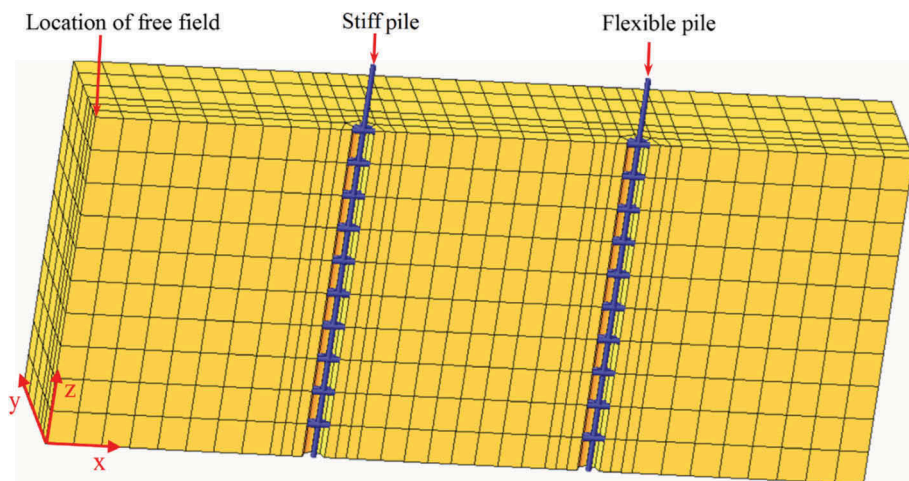 Location of free field
Stiff pile
Flexible pile
y
z
x